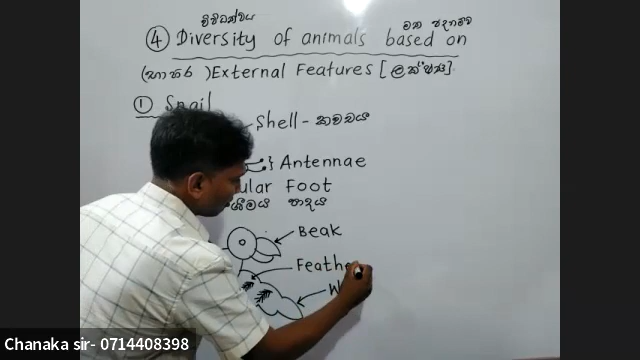 විවිධත්වය මත පදනම්ව
④ Diversity of animals based on
(බාහිර ) External Features [ලක්ෂණ].
① Snail
Shell - කවචය
} Antennae
ular Foot
පාදය
Beak
Feathe
W
Chanaka sir- 0714408398